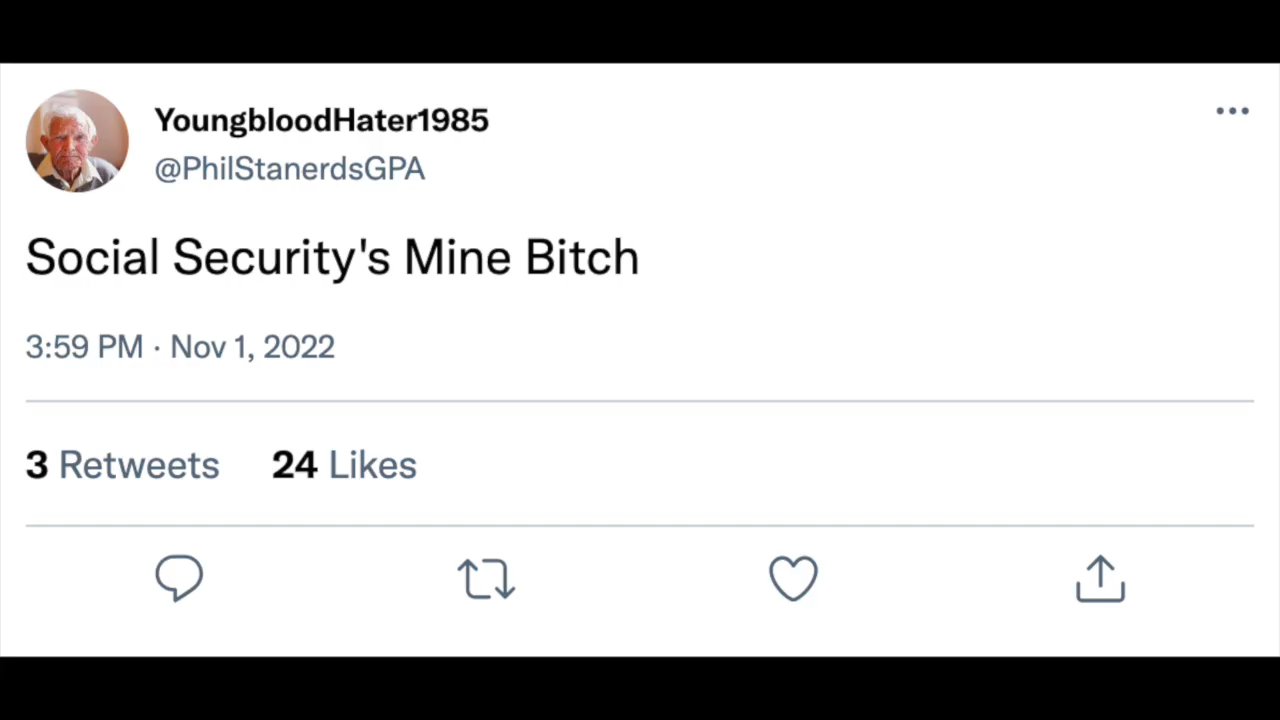 YoungbloodHater1985
@PhilStanerdsGPA
Social Security's Mine Bitch
3:59 PM · Nov 1, 2022
3 Retweets 24 Likes